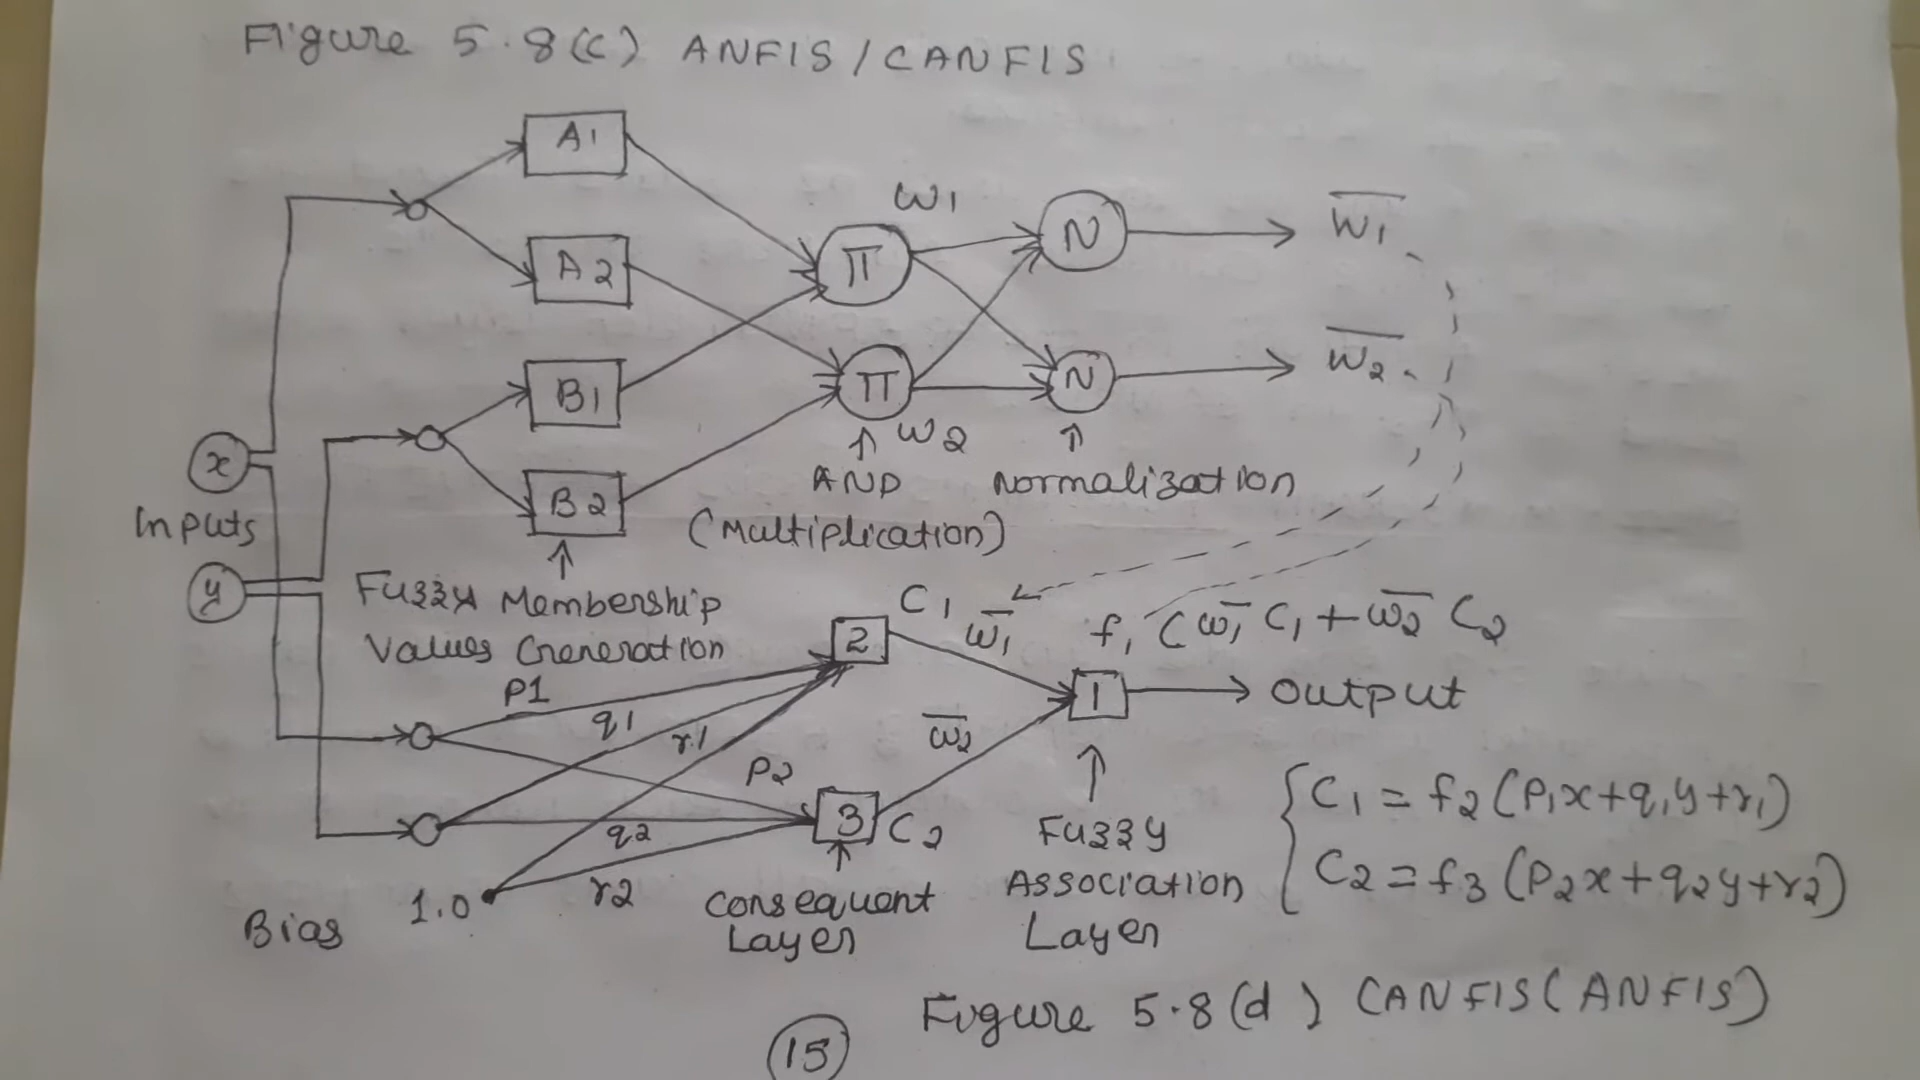 Figure 5.8(c) ANFIS/CANFIS
A1
A2
B1
B2
Π
Π
W1
W2
N
N
W̅1
W̅2
x
Inputs
y
↑
AND
(Multiplication)
↑
Normalization
↑
Fuzzy Membership
Values Generation
P1
q1
r1
P2
q2
r2
Bias 1.0
2
3
C1
C2
w̅1
w̅2
1
f1 (w̅1 C1 + w̅2 C2
Output
↑
Consequent
Layer
↑
Fuzzy
Association
Layer
C1 = f2 (P1x+q1y+r1)
C2 = f3 (P2x+q2y+r2)
Figure 5.8(d) CANFIS(ANFIS)
15